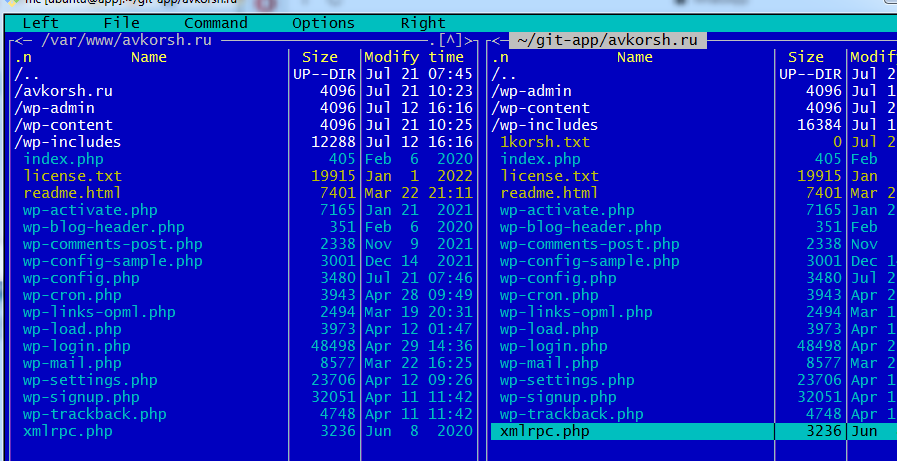 mc [ubuntu@app]:~/git-app/avkorsh.ru
Left File Command Options Right
<- /var/www/avkorsh.ru .[^]> <- ~/git-app/avkorsh.ru
.n Name Size Modify time .n Name Size Modif
/.. UP--DIR Jul 21 07:45 /.. UP--DIR Jul 2
/avkorsh.ru 4096 Jul 21 10:23 /wp-admin 4096 Jul 1
/wp-admin 4096 Jul 12 16:16 /wp-content 4096 Jul 2
/wp-content 4096 Jul 21 10:25 /wp-includes 16384 Jul 1
/wp-includes 12288 Jul 12 16:16 1korsh.txt 0 Jul 2
index.php 405 Feb 6 2020 index.php 405 Feb
license.txt 19915 Jan 1 2022 license.txt 19915 Jan
readme.html 7401 Mar 22 21:11 readme.html 7401 Mar 2
wp-activate.php 7165 Jan 21 2021 wp-activate.php 7165 Jan 2
wp-blog-header.php 351 Feb 6 2020 wp-blog-header.php 351 Feb
wp-comments-post.php 2338 Nov 9 2021 wp-comments-post.php 2338 Nov
wp-config-sample.php 3001 Dec 14 2021 wp-config-sample.php 3001 Dec 14
wp-config.php 3480 Jul 21 07:46 wp-config.php 3480 Jul 2
wp-cron.php 3943 Apr 28 09:49 wp-cron.php 3943 Apr 2
wp-links-opml.php 2494 Mar 19 20:31 wp-links-opml.php 2494 Mar 1
wp-load.php 3973 Apr 12 01:47 wp-load.php 3973 Apr 1
wp-login.php 48498 Apr 29 14:36 wp-login.php 48498 Apr 2
wp-mail.php 8577 Mar 22 16:25 wp-mail.php 8577 Mar 2
wp-settings.php 23706 Apr 12 09:26 wp-settings.php 23706 Apr 1
wp-signup.php 32051 Apr 11 11:42 wp-signup.php 32051 Apr 1
wp-trackback.php 4748 Apr 11 11:42 wp-trackback.php 4748 Apr 1
xmlrpc.php 3236 Jun 8 2020 xmlrpc.php 3236 Jun